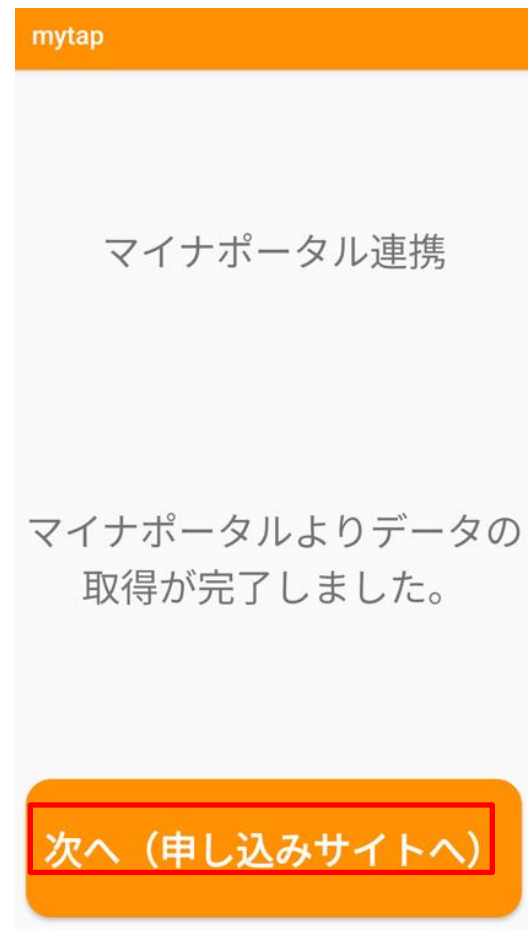 mytap
マイナポータル連携
マイナポータルよりデータの
取得が完了しました。
次へ（申し込みサイトへ）